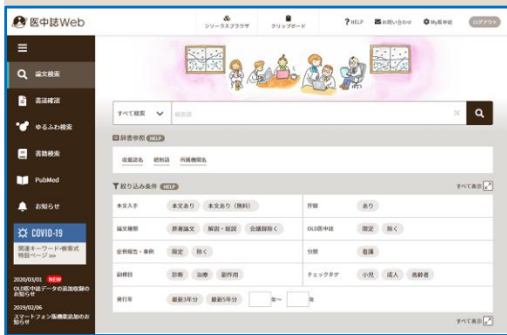 医中誌Web
シソーラスブラウザ
クリップボード
HELP
お問い合わせ
My医中誌
ログアウト
論文検索
書誌確認
ゆるふわ検索
書籍検索
PubMed
お知らせ
COVID-19
関連キーワード・検索式
特設ページ >>
2020/03/01 NEW
OLD医中誌データの追加収録の
お知らせ
2019/02/06
スマートフォン版機能追加のお
知らせ
すべて検索
検索語
辞書参照 HELP
収載誌名 統制語 所属機関名
絞り込み条件 HELP
すべて表示
本文入手 本文あり 本文あり（無料） 抄録 あり
論文種類 原著論文 解説・総説 会議録除く OLD医中誌 限定 除く
症例報告・事例 限定 除く 分類 看護
副標目 診断 治療 副作用 チェックタグ 小児 成人 高齢者
発行年 最新3年分 最新5年分 年～ 年
すべて表示